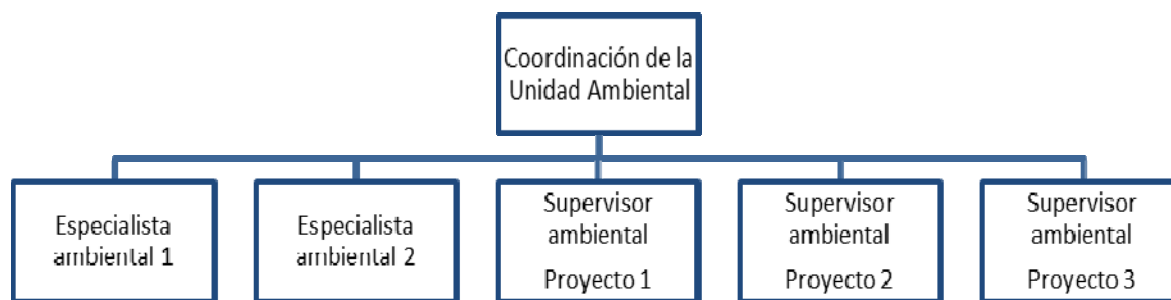 Coordinación de la
Unidad Ambiental
Especialista
ambiental 1
Especialista
ambiental 2
Supervisor
ambiental
Proyecto 1
Supervisor
ambiental
Proyecto 2
Supervisor
ambiental
Proyecto 3